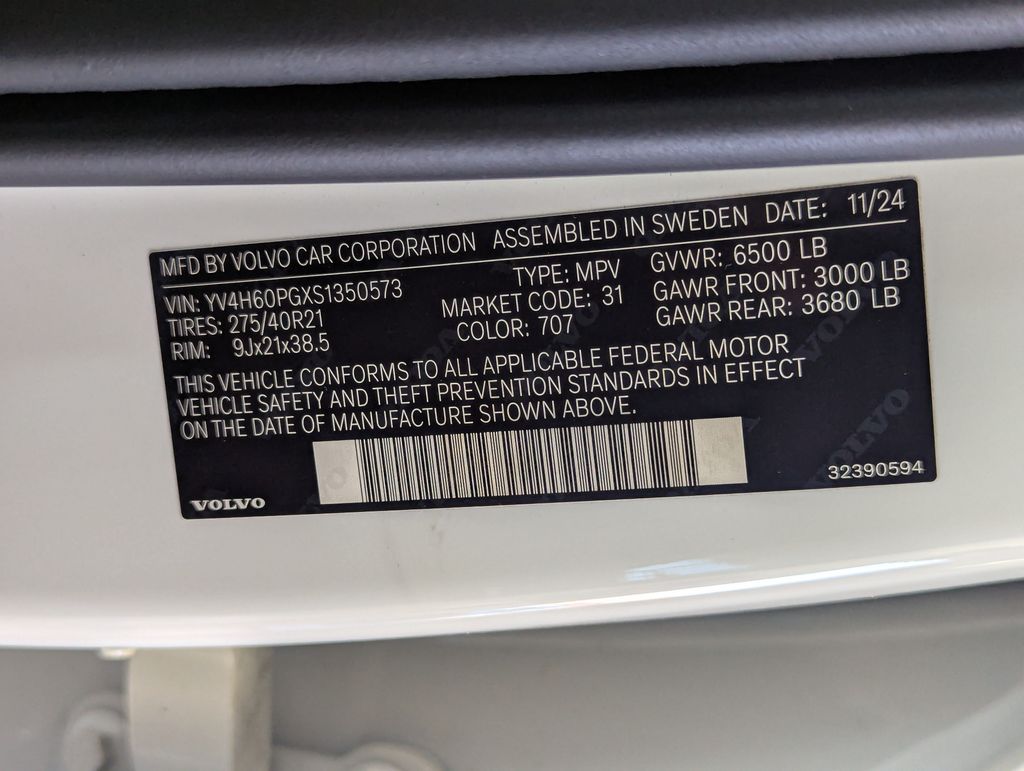 MFD BY VOLVO CAR CORPORATION ASSEMBLED IN SWEDEN DATE: 11/24
VIN: YV4H60PGXS1350573 TYPE: MPV GVWR: 6500 LB
TIRES: 275/40R21 MARKET CODE: 31 GAWR FRONT: 3000 LB
RIM: 9Jx21x38.5 COLOR: 707 GAWR REAR: 3680 LB
THIS VEHICLE CONFORMS TO ALL APPLICABLE FEDERAL MOTOR
VEHICLE SAFETY AND THEFT PREVENTION STANDARDS IN EFFECT
ON THE DATE OF MANUFACTURE SHOWN ABOVE.
VOLVO 32390594